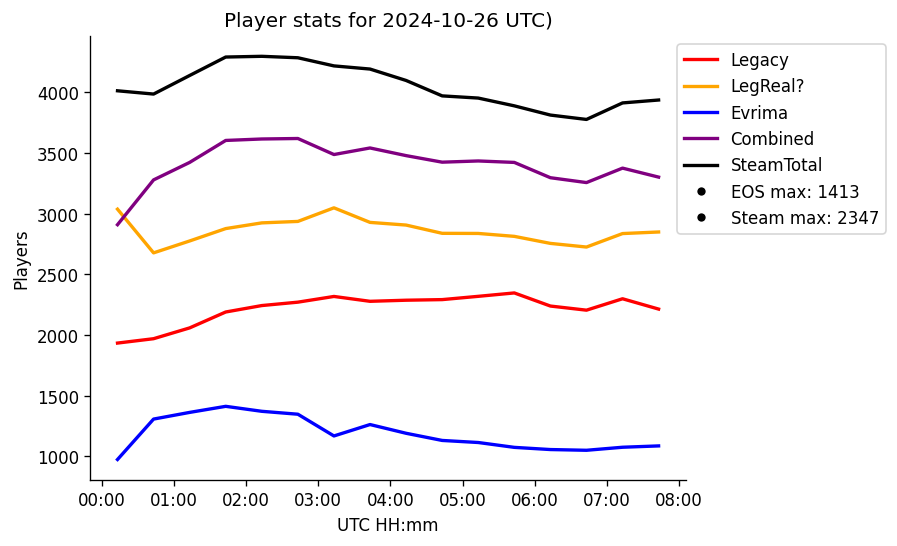 Player stats for 2024-10-26 UTC)
Players
4000
3500
3000
2500
2000
1500
1000
00:00 01:00 02:00 03:00 04:00 05:00 06:00 07:00 08:00
UTC HH:mm
Legacy
LegReal?
Evrima
Combined
SteamTotal
EOS max: 1413
Steam max: 2347